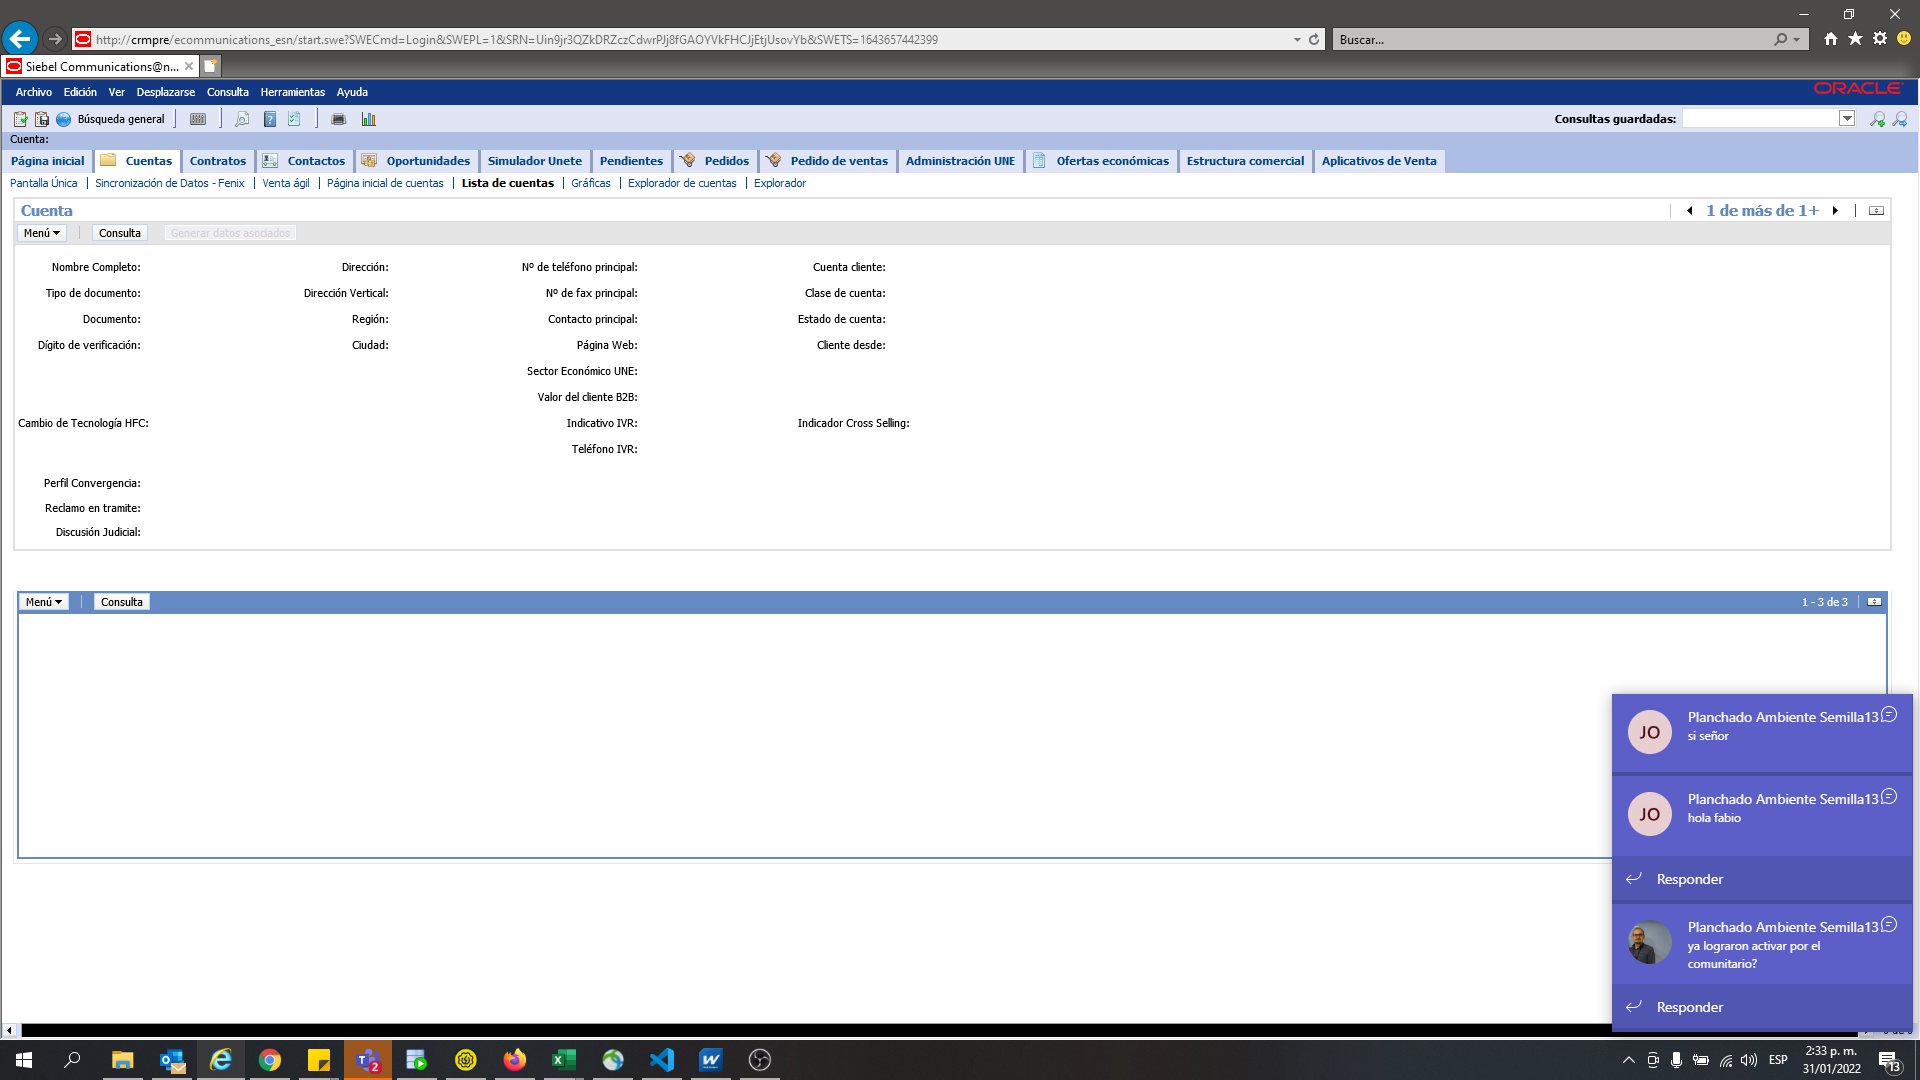 http://crmpre/ecommunications_esn/start.swe?SWECmd=Login&SWEPL=1&SRN=Uin9jr3QZkDRZczCdwrPJj8fGAOYVkFHCJjEtjUsovYb&SWETS=1643657442399
Buscar...
Siebel Communications@n...
Archivo Edición Ver Desplazarse Consulta Herramientas Ayuda
ORACLE
Búsqueda general
Consultas guardadas:
Cuenta:
Página inicial Cuentas Contratos Contactos Oportunidades Simulador Unete Pendientes Pedidos Pedido de ventas Administración UNE Ofertas económicas Estructura comercial Aplicativos de Venta
Pantalla Única Sincronización de Datos - Fenix Venta ágil Página inicial de cuentas Lista de cuentas Gráficas Explorador de cuentas Explorador
Cuenta
1 de más de 1+
Menú Consulta Generar datos asociados
Nombre Completo: Dirección: Nº de teléfono principal: Cuenta cliente:
Tipo de documento: Dirección Vertical: Nº de fax principal: Clase de cuenta:
Documento: Región: Contacto principal: Estado de cuenta:
Dígito de verificación: Ciudad: Página Web: Cliente desde:
Sector Económico UNE:
Valor del cliente B2B:
Cambio de Tecnología HFC: Indicativo IVR: Indicador Cross Selling:
Teléfono IVR:
Perfil Convergencia:
Reclamo en tramite:
Discusión Judicial:
Menú Consulta
1 - 3 de 3
JO
Planchado Ambiente Semilla13
si señor
JO
Planchado Ambiente Semilla13
hola fabio
Responder
Planchado Ambiente Semilla13
ya lograron activar por el
comunitario?
Responder
2
ESP
2:33 p. m.
31/01/2022
13